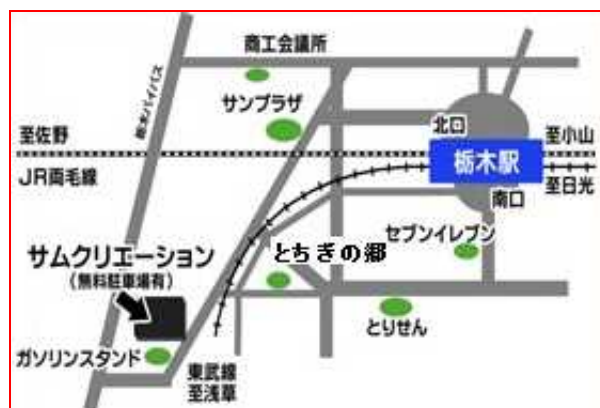 商工会議所
栃木バイパス
サンプラザ
北口
至佐野
至小山
栃木駅
JR両毛線
至日光
南口
セブンイレブン
とちぎの郷
サムクリエーション
(無料駐車場有)
とりせん
ガソリンスタンド
東武線
至浅草